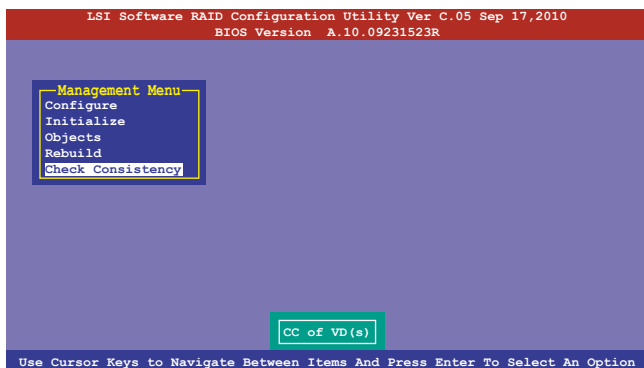 LSI Software RAID Configuration Utility Ver C.05 Sep 17,2010
BIOS Version A.10.09231523R
Management Menu
Configure
Initialize
Objects
Rebuild
Check Consistency
CC of VD(s)
Use Cursor Keys to Navigate Between Items And Press Enter To Select An Option